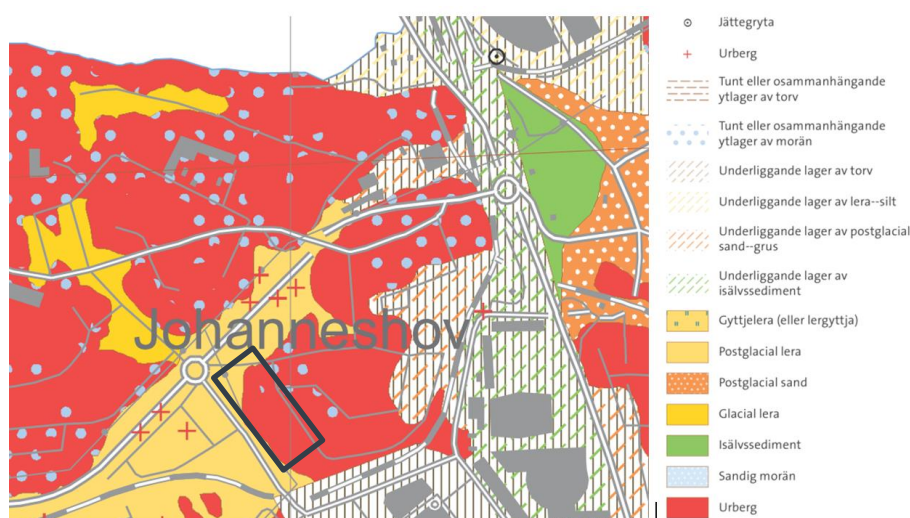 Johanneshov
Jättegryta
Urberg
Tunt eller osammanhängande
ytlager av torv
Tunt eller osammanhängande
ytlager av morän
Underliggande lager av torv
Underliggande lager av lera--silt
Underliggande lager av postglacial
sand--grus
Underliggande lager av
isälvssediment
Gyttjelera (eller lergyttja)
Postglacial lera
Postglacial sand
Glacial lera
Isälvssediment
Sandig morän
Urberg